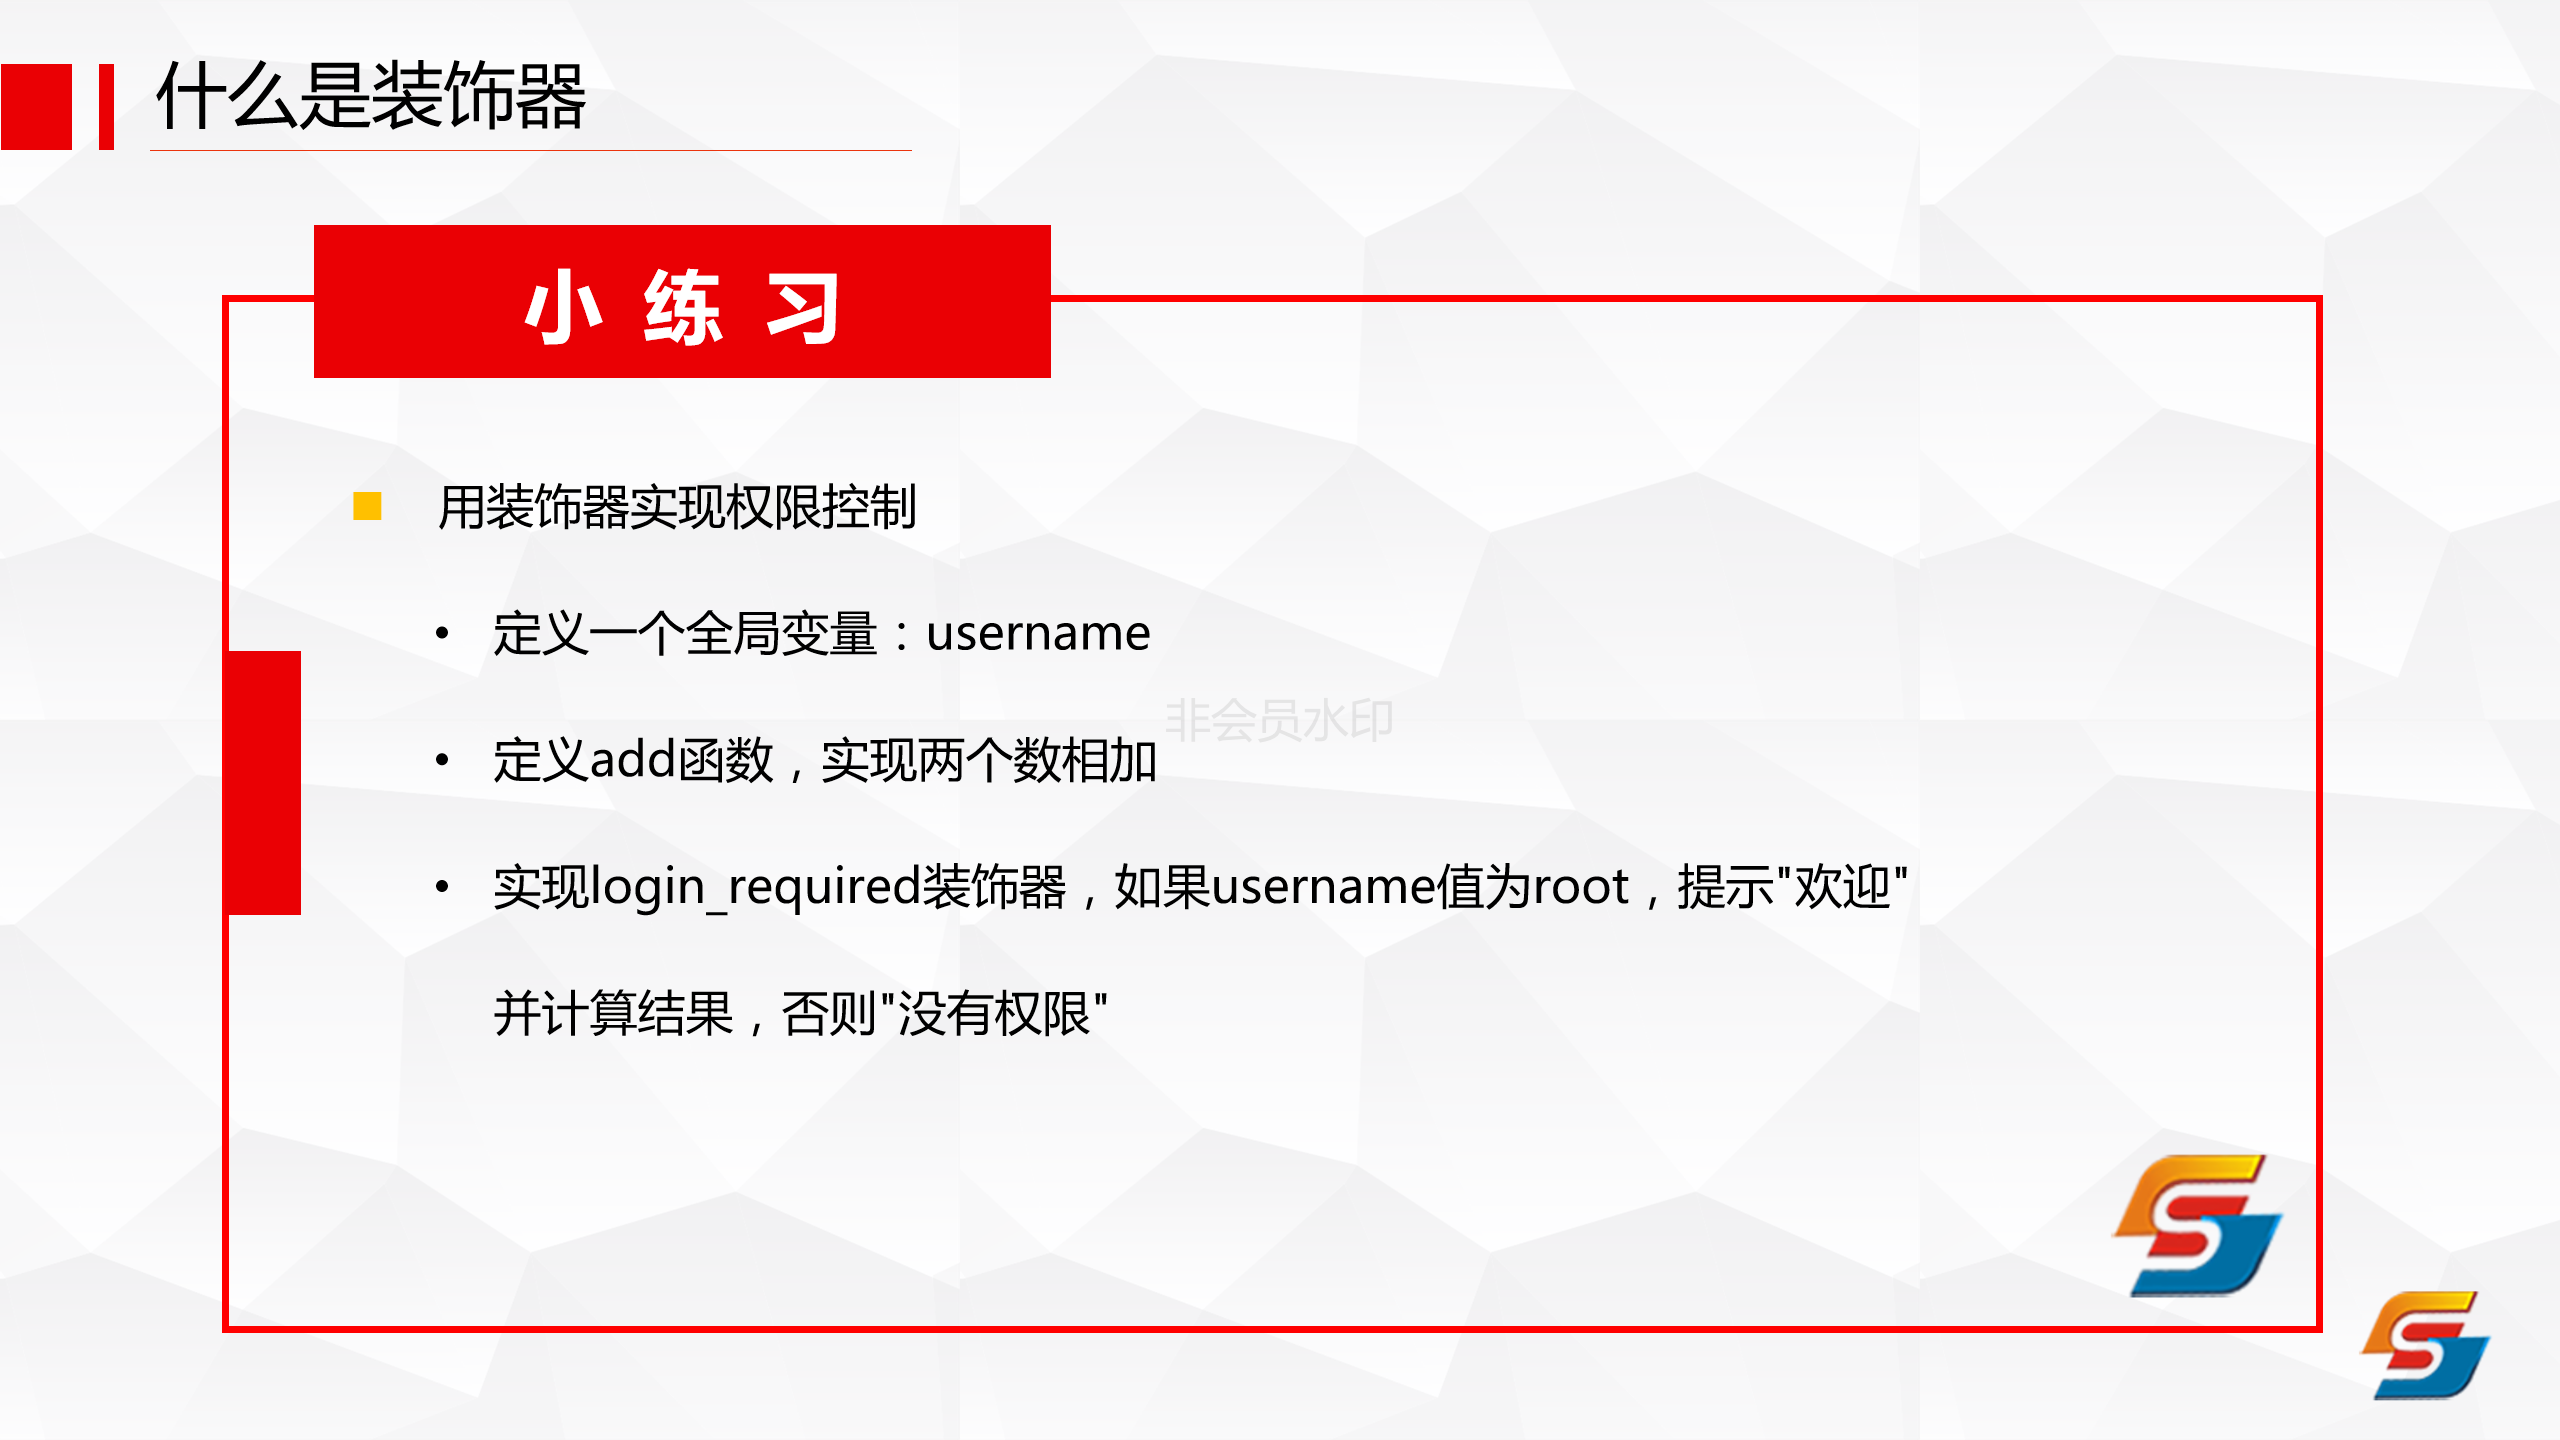 什么是装饰器
小 练 习
用装饰器实现权限控制
• 定义一个全局变量：username
非会员水印
• 定义add函数，实现两个数相加
• 实现login_required装饰器，如果username值为root，提示"欢迎"
并计算结果，否则"没有权限"